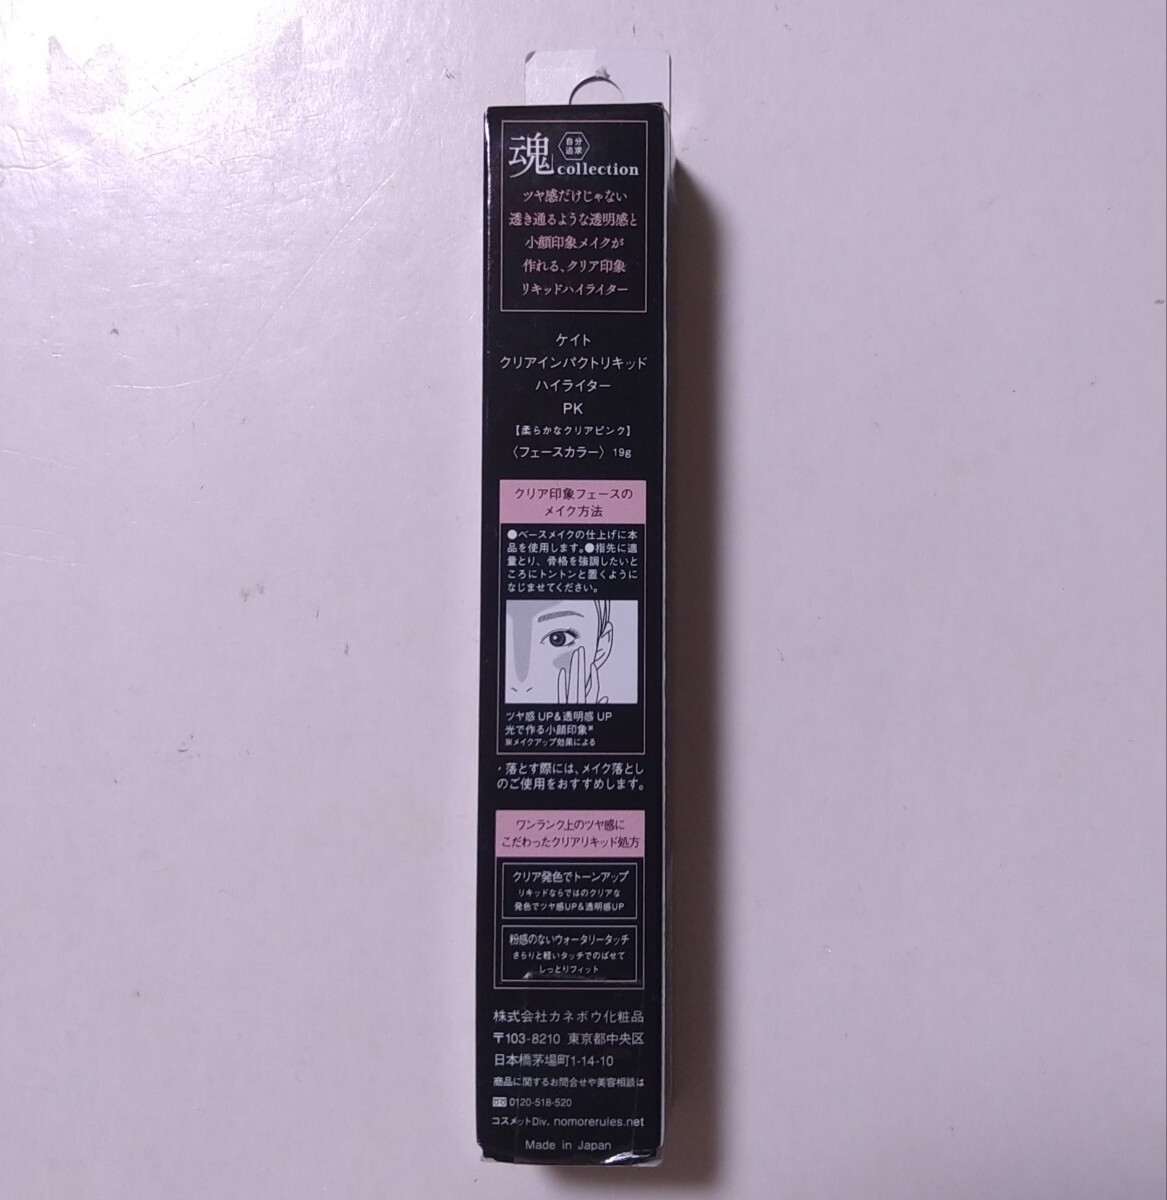 魂
自分
追求
collection
ツヤ感だけじゃない
透き通るような透明感と
小顔印象メイクが
作れる、クリア印象
リキッドハイライター
ケイト
クリアインパクトリキッド
ハイライター
PK
【柔らかなクリアピンク】
〈フェースカラー〉 19g
クリア印象フェースの
メイク方法
●ベースメイクの仕上げに本
品を使用します。●指先に適
量とり、骨格を強調したいと
ころにトントンと置くように
なじませてください。
ツヤ感 UP&透明感 UP
光で作る小顔印象※
※メイクアップ効果による
・落とす際には、メイク落とし
のご使用をおすすめします。
ワンランク上のツヤ感に
こだわったクリアリキッド処方
クリア発色でトーンアップ
リキッドならではのクリアな
発色でツヤ感UP&透明感UP
粉感のないウォータリータッチ
さらりと軽いタッチでのばせて
しっとりフィット
株式会社カネボウ化粧品
〒103-8210 東京都中央区
日本橋茅場町1-14-10
商品に関するお問合せや美容相談は
0120-518-520
コスメットDiv. nomorerules.net
Made in Japan